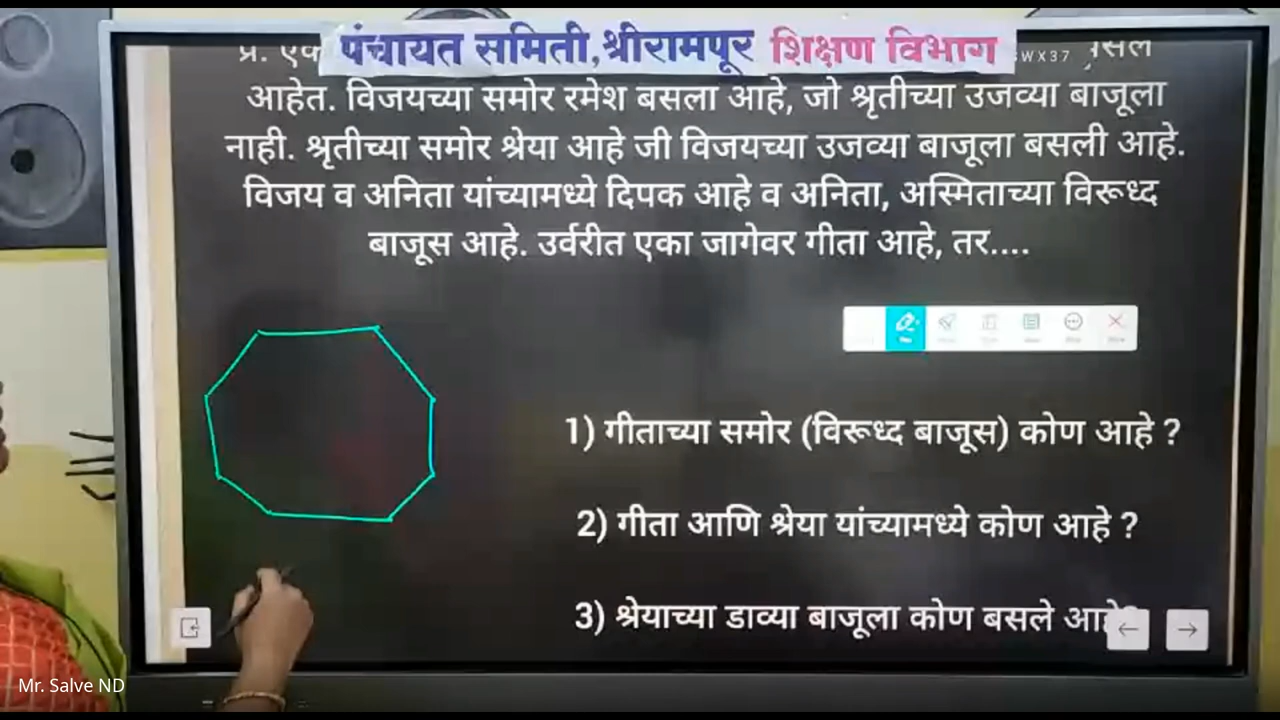 पंचायत समिती,श्रीरामपूर शिक्षण विभाग
प्र. एक
आहेत. विजयच्या समोर रमेश बसला आहे, जो श्रृतीच्या उजव्या बाजूला
नाही. श्रृतीच्या समोर श्रेया आहे जी विजयच्या उजव्या बाजूला बसली आहे.
विजय व अनिता यांच्यामध्ये दिपक आहे व अनिता, अस्मिताच्या विरूध्द
बाजूस आहे. उर्वरीत एका जागेवर गीता आहे, तर....
1) गीताच्या समोर (विरूध्द बाजूस) कोण आहे ?
2) गीता आणि श्रेया यांच्यामध्ये कोण आहे ?
3) श्रेयाच्या डाव्या बाजूला कोण बसले
Mr. Salve ND